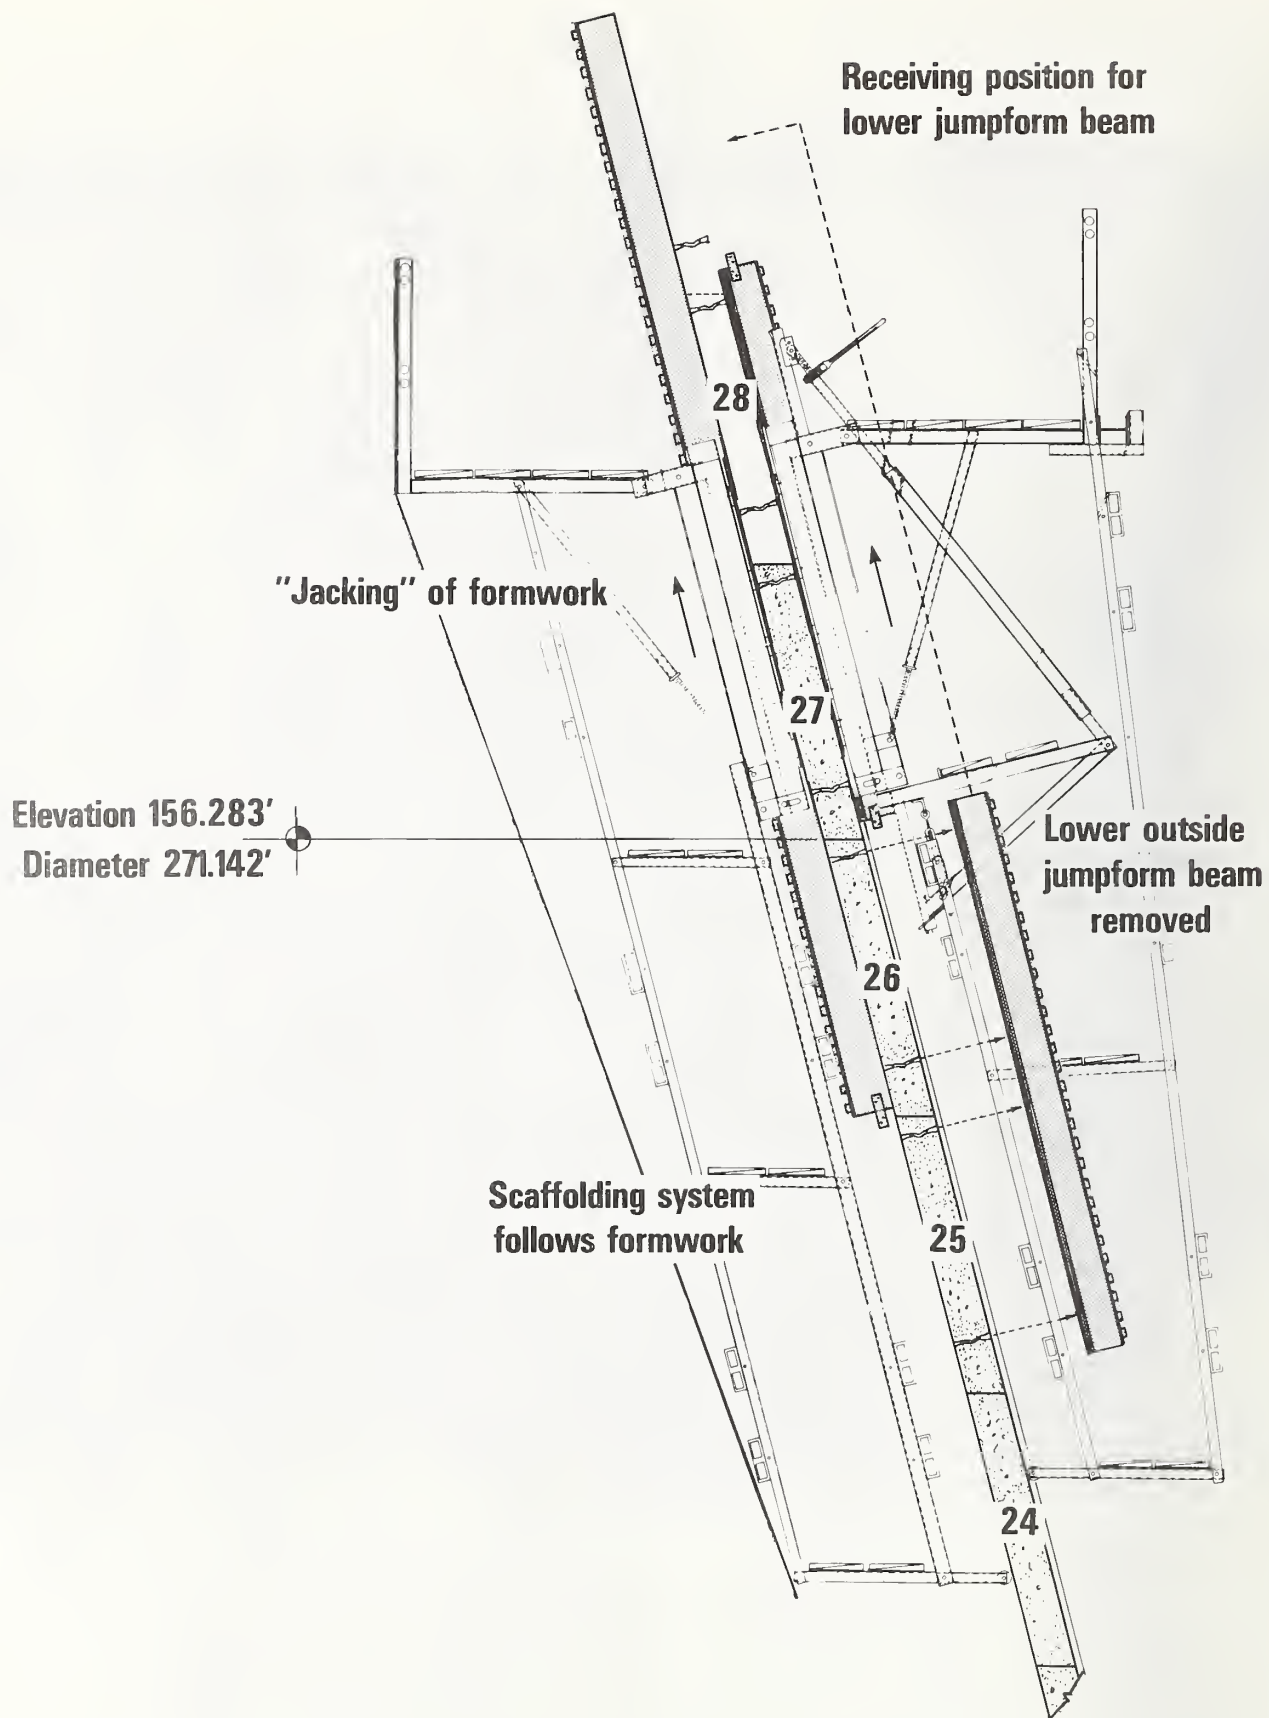 Receiving position for
lower jumpform beam
28
"Jacking" of formwork
27
Elevation 156.283'
Diameter 271.142'
Lower outside
jumpform beam
removed
26
Scaffolding system
follows formwork
25
24